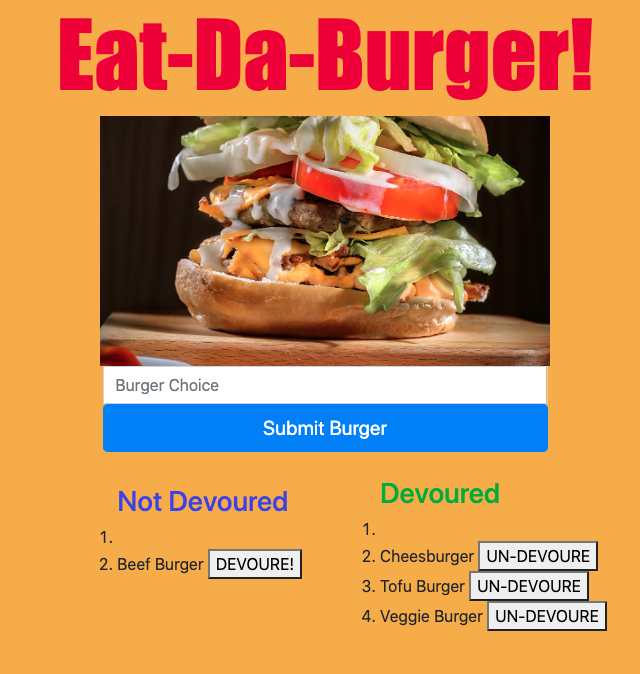 Eat-Da-Burger!
Burger Choice
Submit Burger
Not Devoured
1.
2. Beef Burger DEVOURE!
Devoured
1.
2. Cheesburger UN-DEVOURE
3. Tofu Burger UN-DEVOURE
4. Veggie Burger UN-DEVOURE